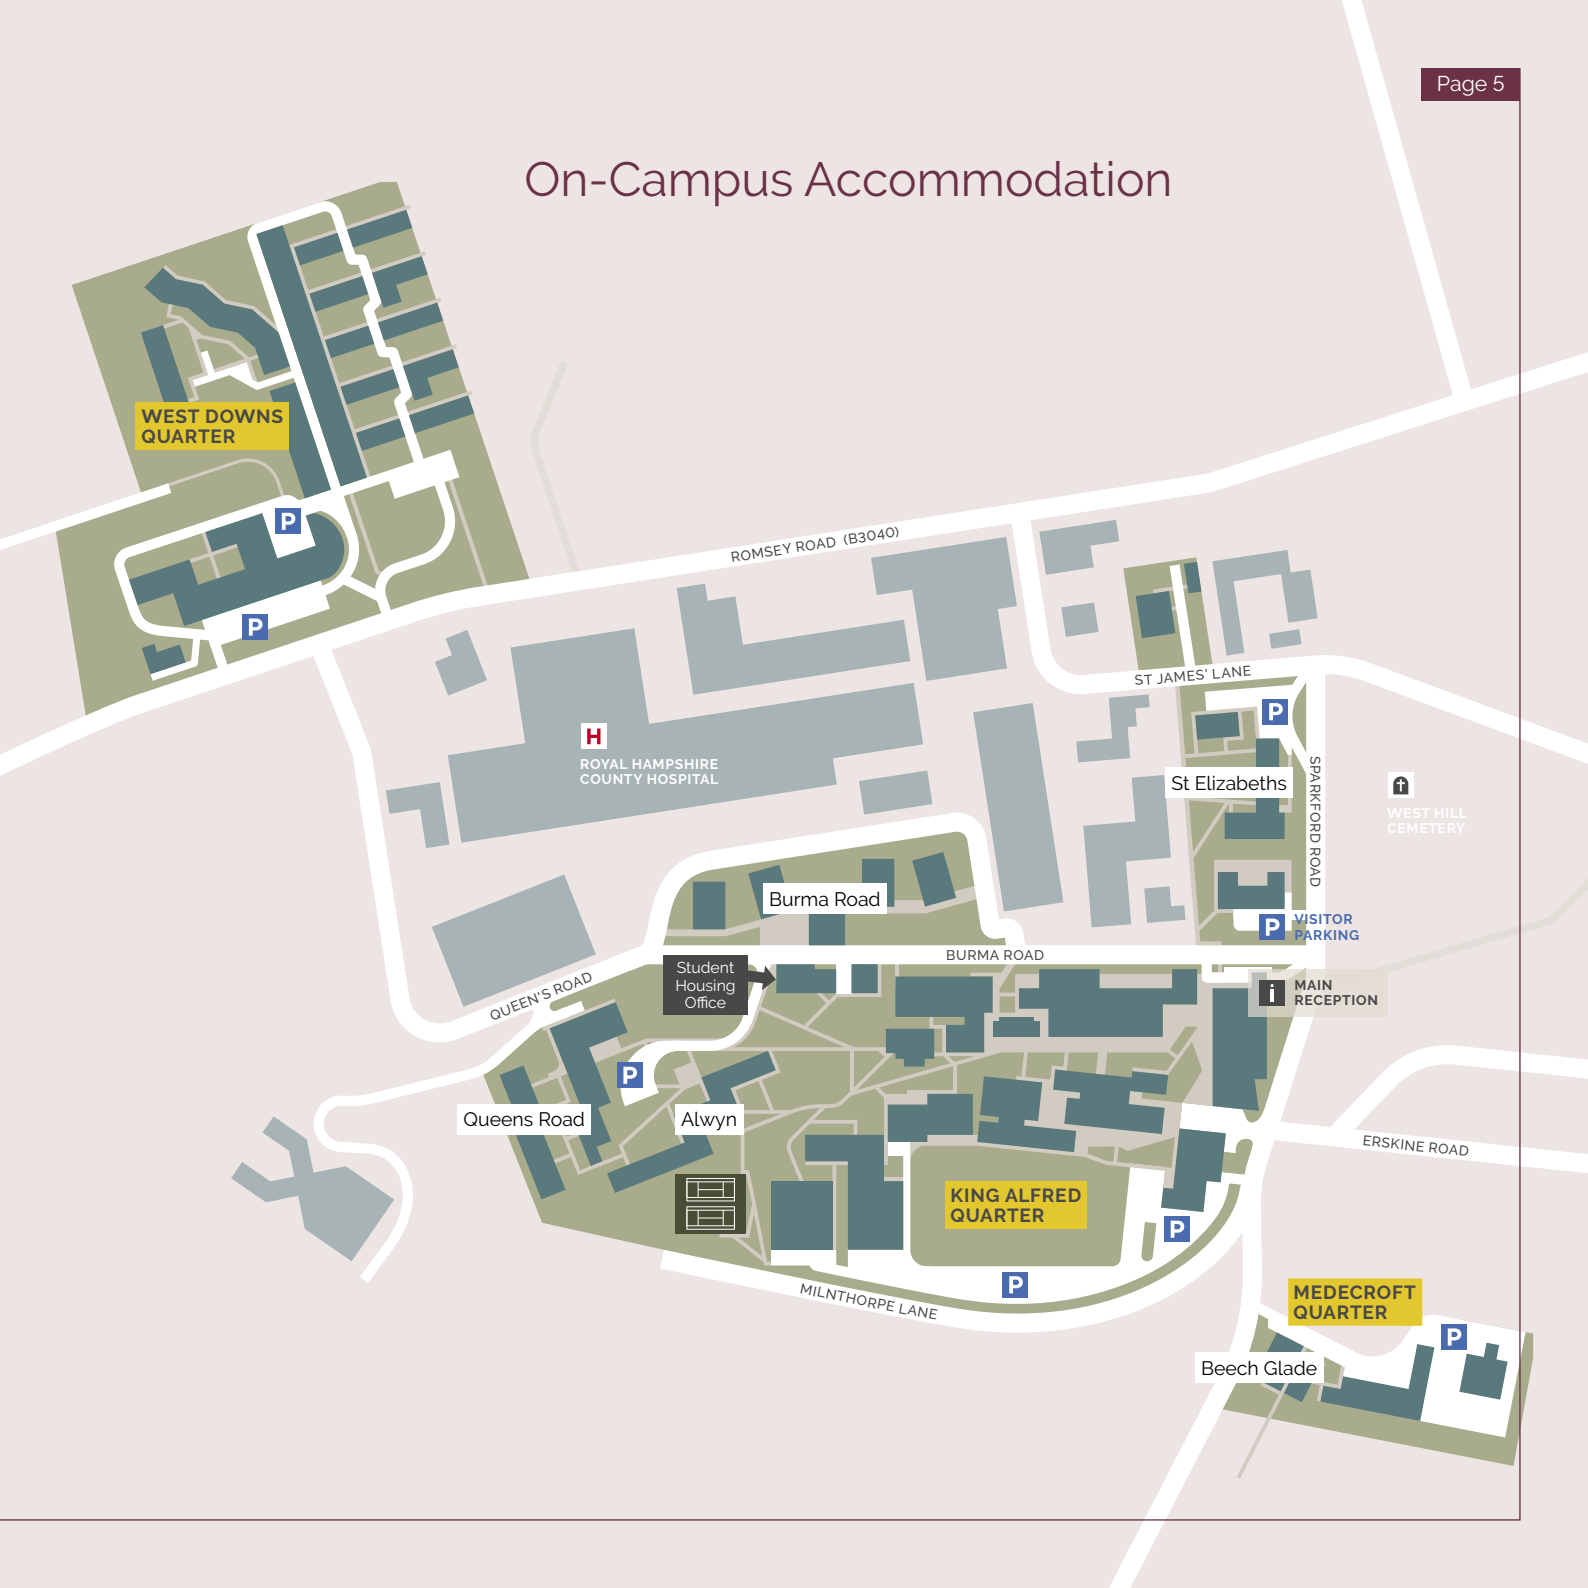 Page 5
On-Campus Accommodation
WEST DOWNS
QUARTER
P
ROMSEY ROAD (B3040)
P
ST JAMES' LANE
P
H
ROYAL HAMPSHIRE
COUNTY HOSPITAL
St Elizabeths
SPARKFORD ROAD
WEST HILL
CEMETERY
Burma Road
P
VISITOR
PARKING
BURMA ROAD
Student
Housing
Office
QUEEN'S ROAD
i
MAIN
RECEPTION
P
Queens Road
Alwyn
ERSKINE ROAD
KING ALFRED
QUARTER
P
P
MILNTHORPE LANE
MEDECROFT
QUARTER
P
Beech Glade